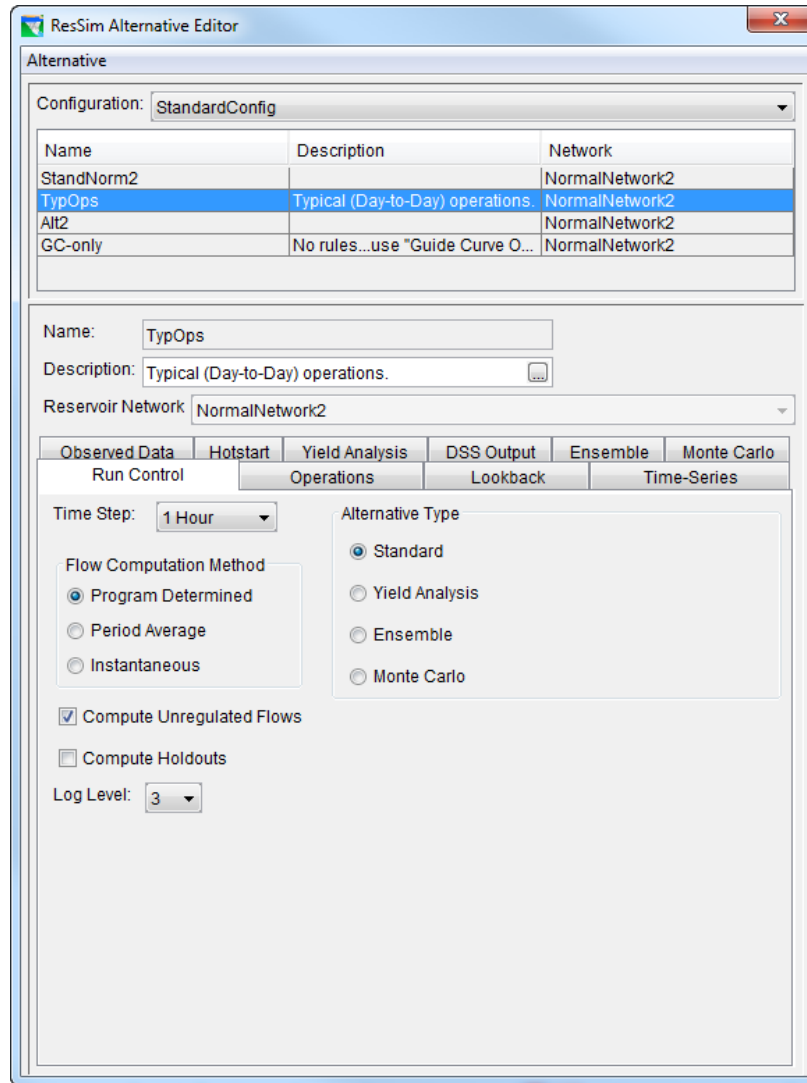 ResSim Alternative Editor
x
Alternative
Configuration: StandardConfig
Name Description Network
StandNorm2 NormalNetwork2
TypOps Typical (Day-to-Day) operations. NormalNetwork2
Alt2 NormalNetwork2
GC-only No rules...use "Guide Curve O... NormalNetwork2
Name: TypOps
Description: Typical (Day-to-Day) operations. ...
Reservoir Network NormalNetwork2
Observed Data Hotstart Yield Analysis DSS Output Ensemble Monte Carlo
Run Control Operations Lookback Time-Series
Time Step: 1 Hour Alternative Type
Standard
Flow Computation Method
Program Determined Yield Analysis
Period Average Ensemble
Instantaneous Monte Carlo
Compute Unregulated Flows
Compute Holdouts
Log Level: 3